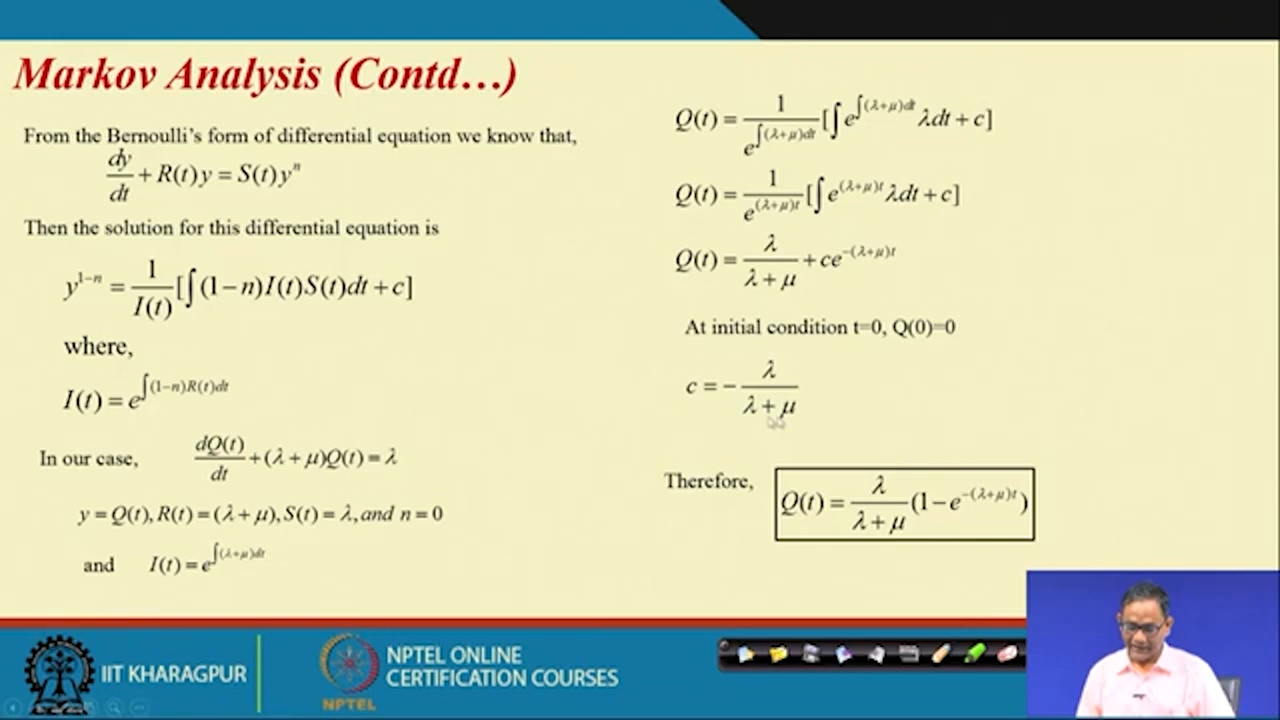 Markov Analysis (Contd…)
From the Bernoulli's form of differential equation we know that,
dy/dt + R(t)y = S(t)yⁿ
Then the solution for this differential equation is
y¹⁻ⁿ = 1/I(t) [∫(1−n)I(t)S(t)dt + c]
where,
I(t) = e^∫(1−n)R(t)dt
In our case, dQ(t)/dt + (λ + μ)Q(t) = λ
y = Q(t), R(t) = (λ + μ), S(t) = λ, and n = 0
and I(t) = e^∫(λ+μ)dt
Q(t) = 1/e^∫(λ+μ)dt [∫e^∫(λ+μ)dt λdt + c]
Q(t) = 1/e^(λ+μ)t [∫e^(λ+μ)t λdt + c]
Q(t) = λ/(λ + μ) + ce^−(λ+μ)t
At initial condition t=0, Q(0)=0
c = − λ/(λ + μ)
Therefore, Q(t) = λ/(λ + μ) (1 − e^−(λ+μ)t)
IIT KHARAGPUR
NPTEL
NPTEL ONLINE
CERTIFICATION COURSES